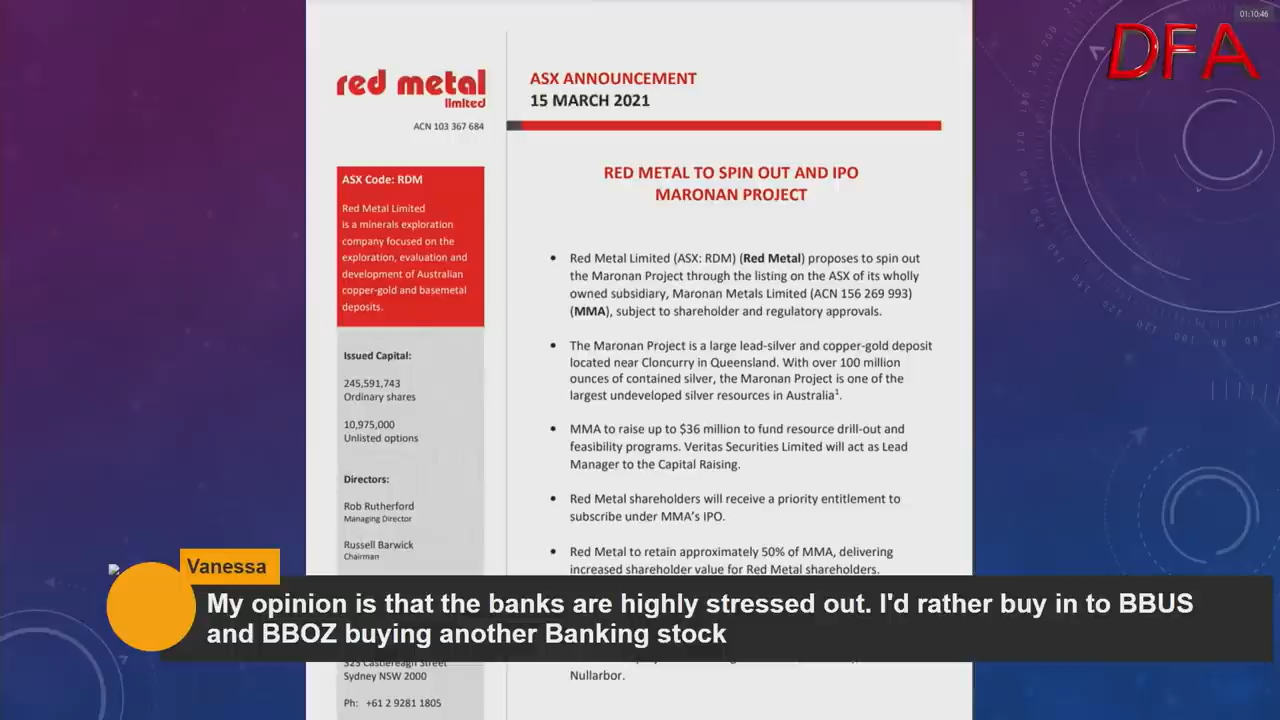 01:10:46
DFA
red metal
limited
ACN 103 367 684
ASX ANNOUNCEMENT
15 MARCH 2021
ASX Code: RDM
Red Metal Limited
is a minerals exploration
company focused on the
exploration, evaluation and
development of Australian
copper-gold and basemetal
deposits.
Issued Capital:
245,591,743
Ordinary shares
10,975,000
Unlisted options
Directors:
Rob Rutherford
Managing Director
Russell Barwick
Chairman
Sydney NSW 2000
Ph: +61 2 9281 1805
RED METAL TO SPIN OUT AND IPO
MARONAN PROJECT
• Red Metal Limited (ASX: RDM) (Red Metal) proposes to spin out
the Maronan Project through the listing on the ASX of its wholly
owned subsidiary, Maronan Metals Limited (ACN 156 269 993)
(MMA), subject to shareholder and regulatory approvals.
• The Maronan Project is a large lead-silver and copper-gold deposit
located near Cloncurry in Queensland. With over 100 million
ounces of contained silver, the Maronan Project is one of the
largest undeveloped silver resources in Australia¹.
• MMA to raise up to $36 million to fund resource drill-out and
feasibility programs. Veritas Securities Limited will act as Lead
Manager to the Capital Raising.
• Red Metal shareholders will receive a priority entitlement to
subscribe under MMA's IPO.
• Red Metal to retain approximately 50% of MMA, delivering
increased shareholder value for Red Metal shareholders.
Nullarbor.
Vanessa
My opinion is that the banks are highly stressed out. I'd rather buy in to BBUS
and BBOZ buying another Banking stock